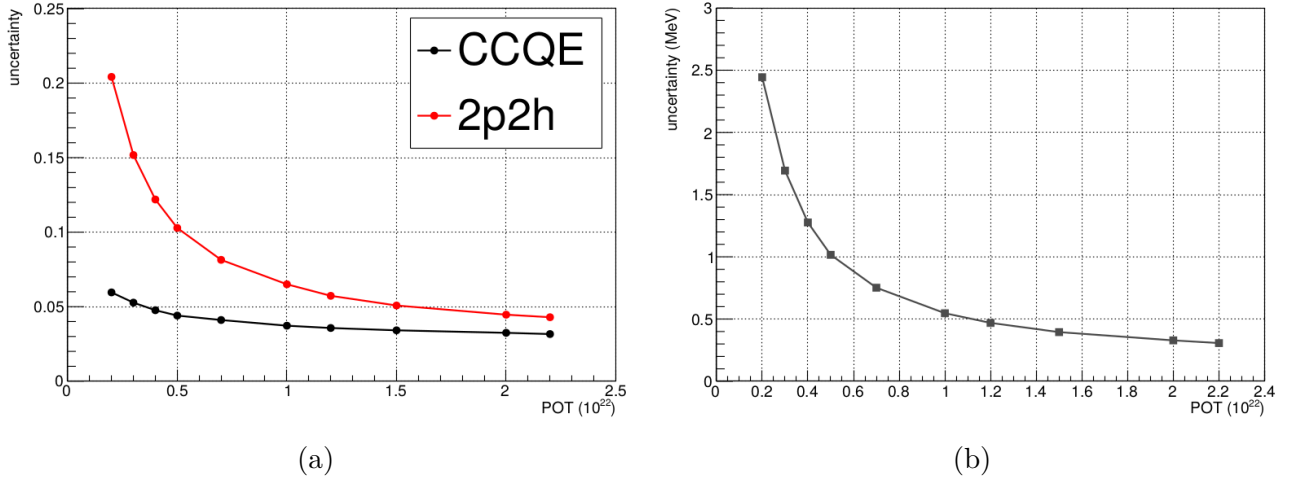 uncertainty
0.25
0.2
0.15
0.1
0.05
0
CCQE
2p2h
0 0.5 1 1.5 2 2.5
POT (10²²)
(a)
uncertainty (MeV)
3
2.5
2
1.5
1
0.5
0
0 0.2 0.4 0.6 0.8 1 1.2 1.4 1.6 1.8 2 2.2 2.4
POT (10²²)
(b)